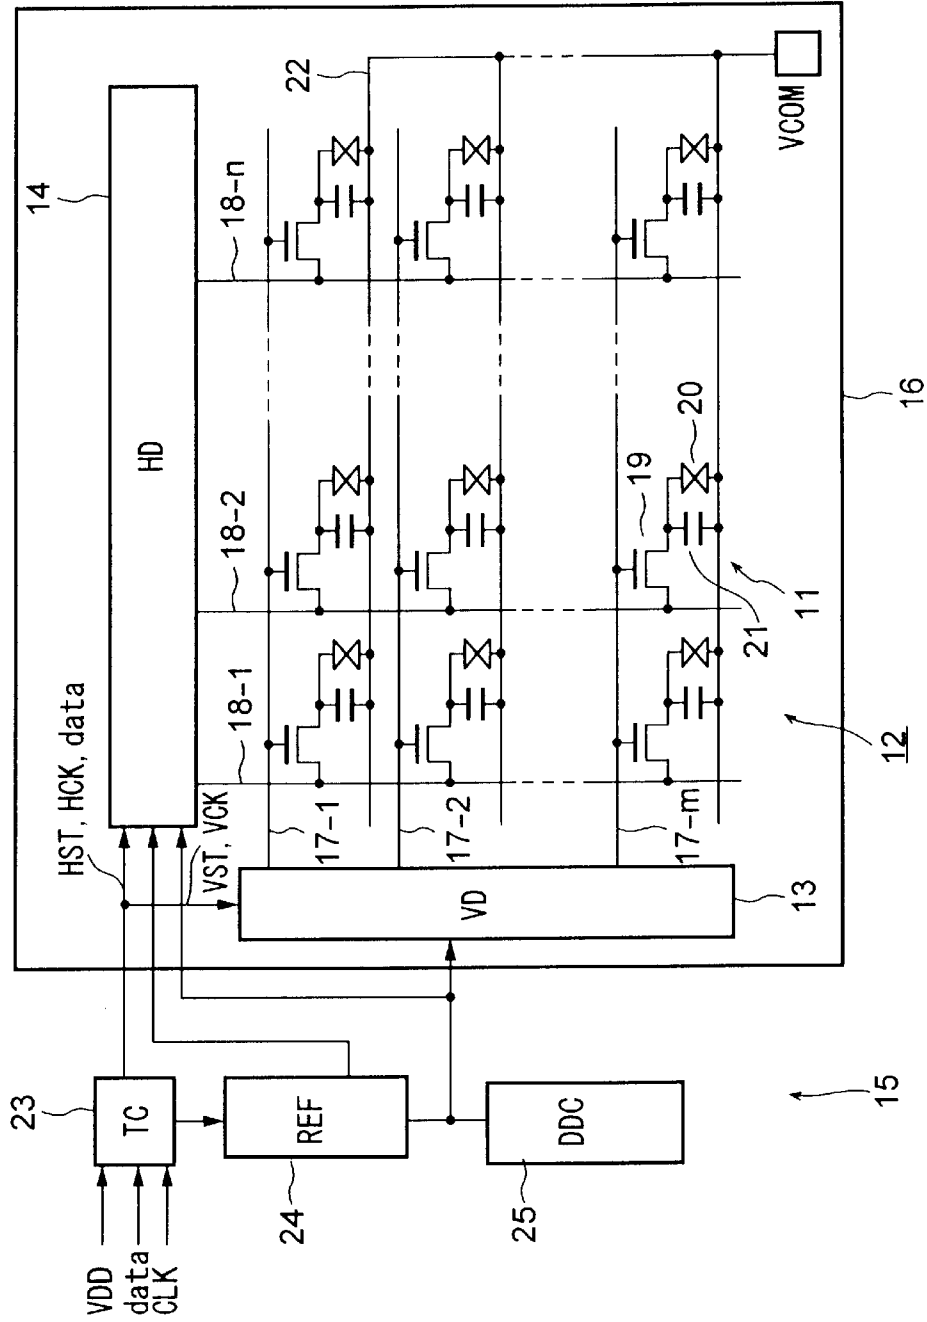 14
HD
HST, HCK, data
VST, VCK
18-1
18-2
18-n
22
17-1
17-2
17-m
VD
13
19
20
21
11
12
16
VCOM
23
TC
VDD
data
CLK
REF
24
DDC
25
15